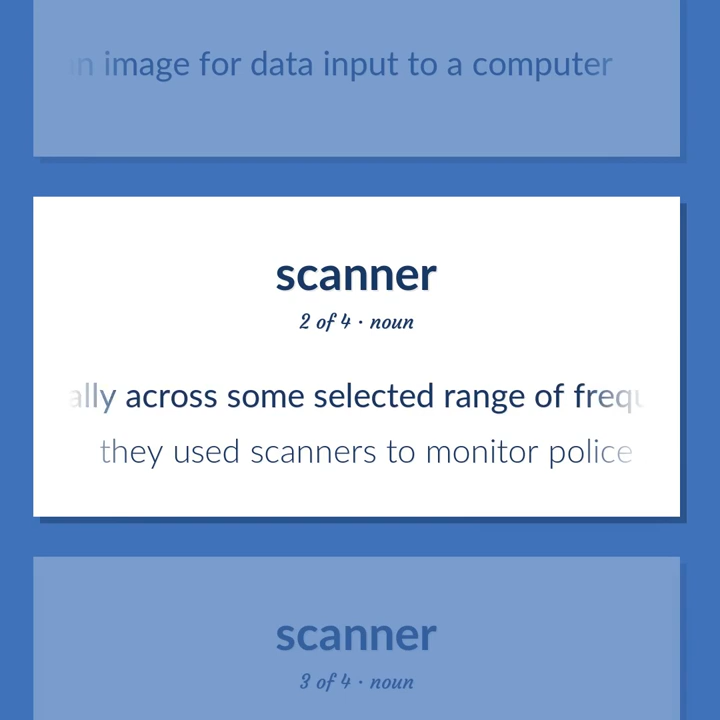 image for data input to a computer
scanner
2 of 4 · noun
across some selected range of
they used scanners to monitor police
scanner
3 of 4 · noun